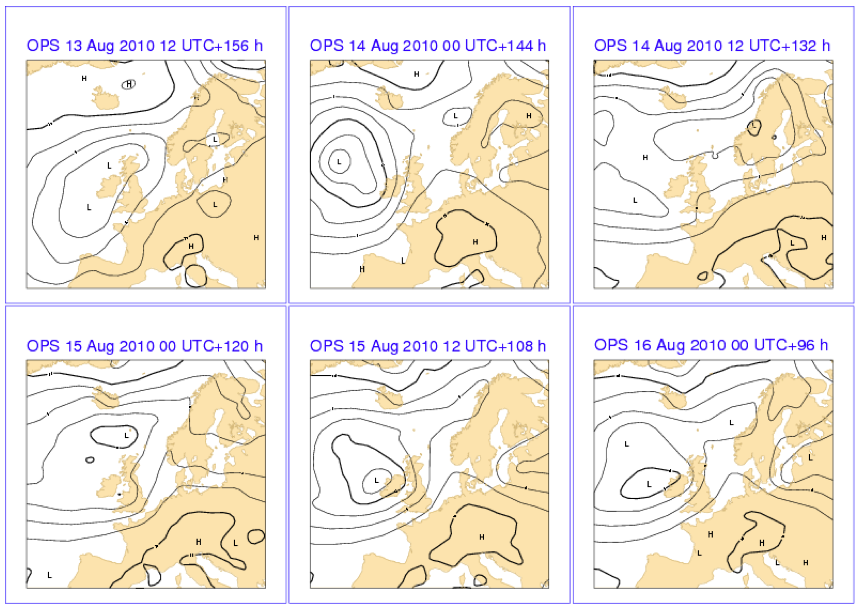 OPS 13 Aug 2010 12 UTC+156 h
OPS 14 Aug 2010 00 UTC+144 h
OPS 14 Aug 2010 12 UTC+132 h
H
H
L
L
H
L
L
H
H
H
L
H
L
L
H
H
L
H
L
L
H
OPS 15 Aug 2010 00 UTC+120 h
OPS 15 Aug 2010 12 UTC+108 h
OPS 16 Aug 2010 00 UTC+96 h
L
H
L
L
L
H
L
L
L
L
H
H
L
L
H